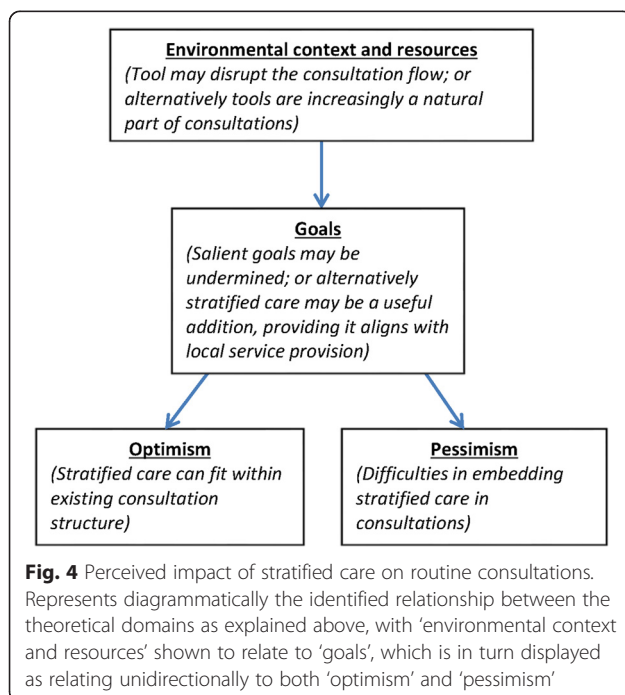 Environmental context and resources
(Tool may disrupt the consultation flow; or
alternatively tools are increasingly a natural
part of consultations)
Goals
(Salient goals may be
undermined; or alternatively
stratified care may be a useful
addition, providing it aligns with
local service provision)
Optimism
(Stratified care can fit within
existing consultation
structure)
Pessimism
(Difficulties in embedding
stratified care in
consultations)
Fig. 4 Perceived impact of stratified care on routine consultations.
Represents diagrammatically the identified relationship between the
theoretical domains as explained above, with ‘environmental context
and resources’ shown to relate to ‘goals’, which is in turn displayed
as relating unidirectionally to both ‘optimism’ and ‘pessimism’